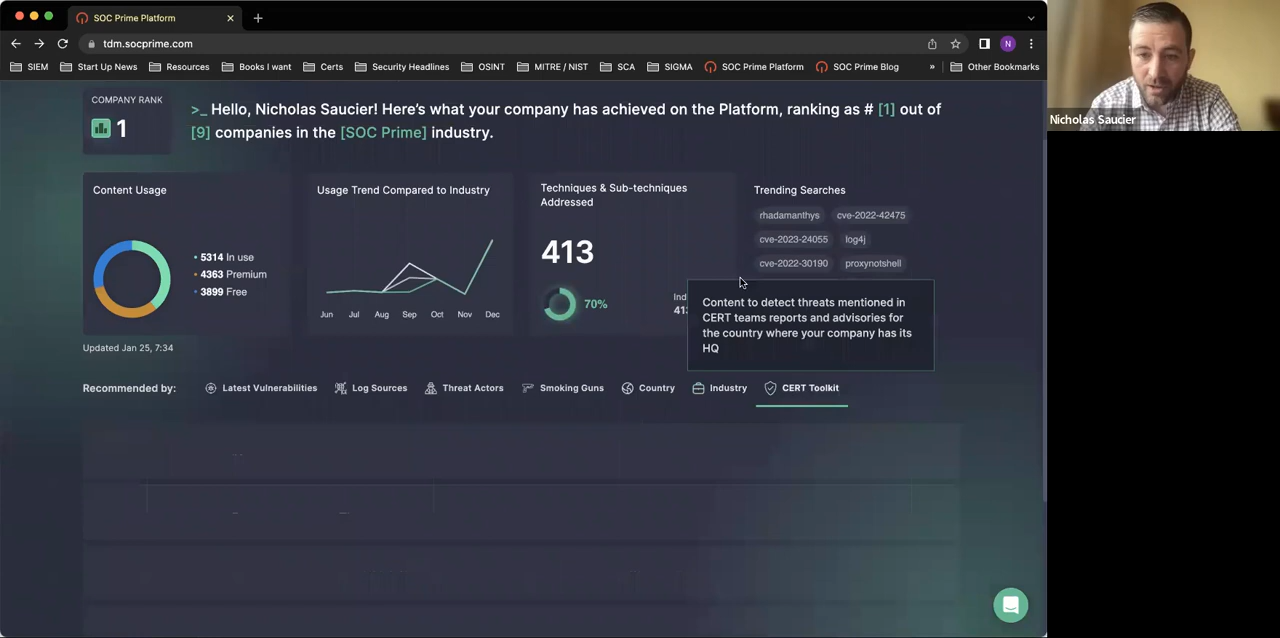 SOC Prime Platform
tdm.socprime.com
N
SIEM
Start Up News
Resources
Books I want
Certs
Security Headlines
OSINT
MITRE / NIST
SCA
SIGMA
SOC Prime Platform
SOC Prime Blog
»
Other Bookmarks
Nicholas Saucier
COMPANY RANK
1
>_ Hello, Nicholas Saucier! Here's what your company has achieved on the Platform, ranking as # [1] out of
[9] companies in the [SOC Prime] industry.
Content Usage
5314 In use
4363 Premium
3899 Free
Updated Jan 25, 7:34
Usage Trend Compared to Industry
Jun Jul Aug Sep Oct Nov Dec
Techniques & Sub-techniques
Addressed
413
70%
Ind
Trending Searches
rhadamanthys cve-2022-42475
cve-2023-24055 log4j
cve-2022-30190 proxynotshell
Content to detect threats mentioned in
CERT teams reports and advisories for
the country where your company has its
HQ
Recommended by:
Latest Vulnerabilities
Log Sources
Threat Actors
Smoking Guns
Country
Industry
CERT Toolkit